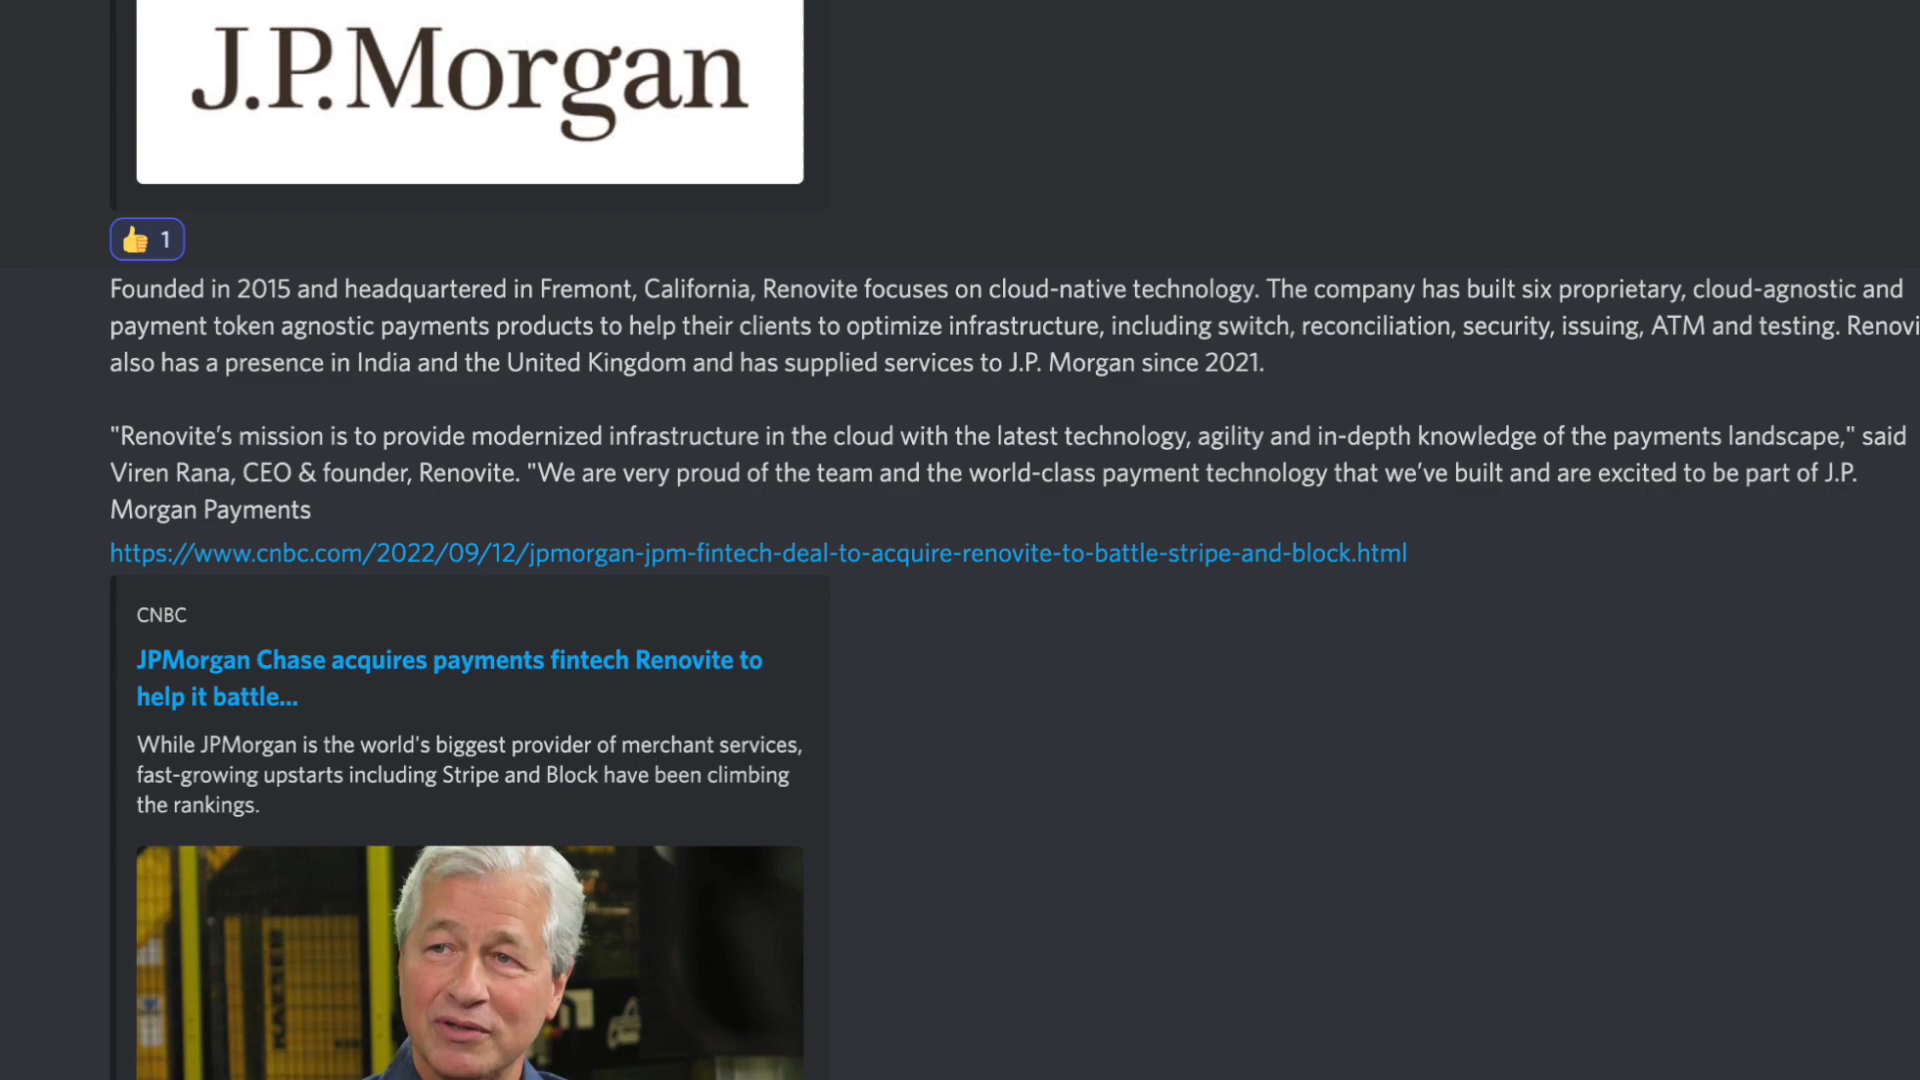 J.P.Morgan
1
Founded in 2015 and headquartered in Fremont, California, Renovite focuses on cloud-native technology. The company has built six proprietary, cloud-agnostic and
payment token agnostic payments products to help their clients to optimize infrastructure, including switch, reconciliation, security, issuing, ATM and testing. Renovi
also has a presence in India and the United Kingdom and has supplied services to J.P. Morgan since 2021.
"Renovite’s mission is to provide modernized infrastructure in the cloud with the latest technology, agility and in-depth knowledge of the payments landscape," said
Viren Rana, CEO & founder, Renovite. "We are very proud of the team and the world-class payment technology that we’ve built and are excited to be part of J.P.
Morgan Payments
https://www.cnbc.com/2022/09/12/jpmorgan-jpm-fintech-deal-to-acquire-renovite-to-battle-stripe-and-block.html
CNBC
JPMorgan Chase acquires payments fintech Renovite to
help it battle...
While JPMorgan is the world's biggest provider of merchant services,
fast-growing upstarts including Stripe and Block have been climbing
the rankings.